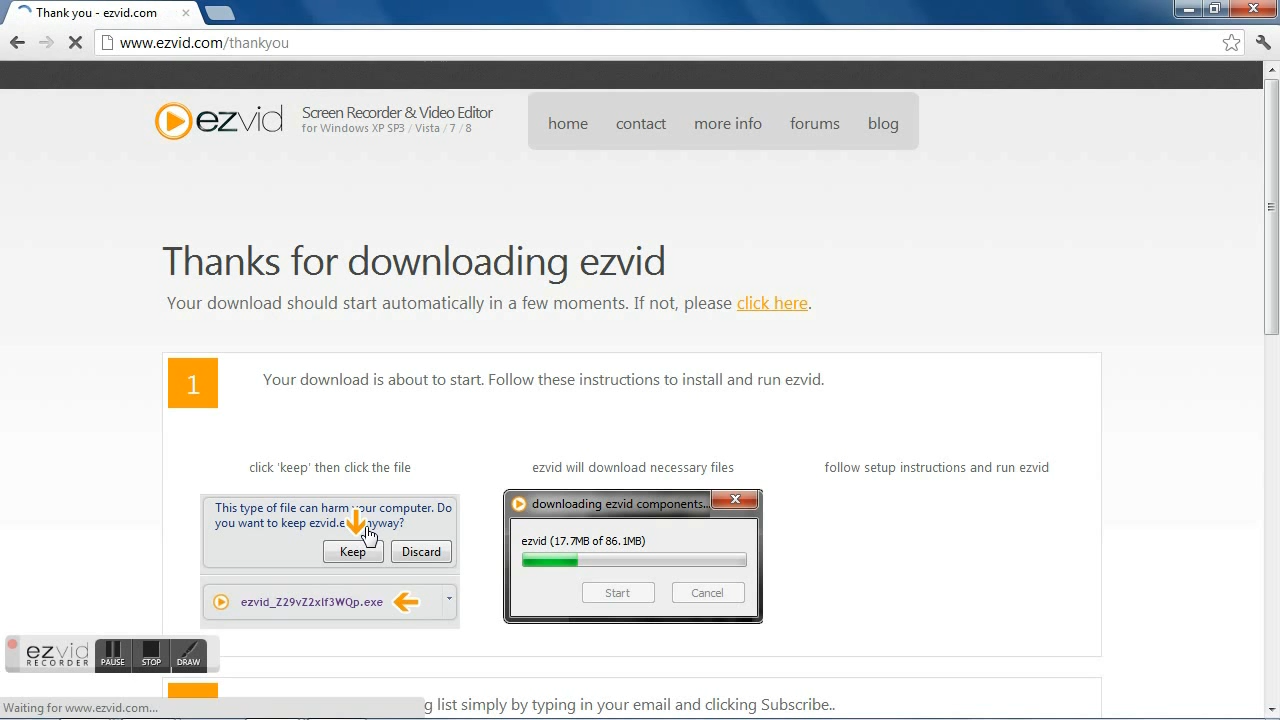 Thank you - ezvid.com
www.ezvid.com/thankyou
ezvid
Screen Recorder & Video Editor
for Windows XP SP3 / Vista / 7 / 8
home contact more info forums blog
Thanks for downloading ezvid
Your download should start automatically in a few moments. If not, please click here.
1
Your download is about to start. Follow these instructions to install and run ezvid.
click 'keep' then click the file
ezvid will download necessary files
follow setup instructions and run ezvid
This type of file can harm your computer. Do
you want to keep
Keep Discard
ezvid_Z29vZ2xlf3WQp.exe
downloading ezvid components...
ezvid (17.7MB of 86.1MB)
Start Cancel
ezvid
RECORDER
PAUSE STOP DRAW
list simply by typing in your email and clicking Subscribe..
Waiting for www.ezvid.com...